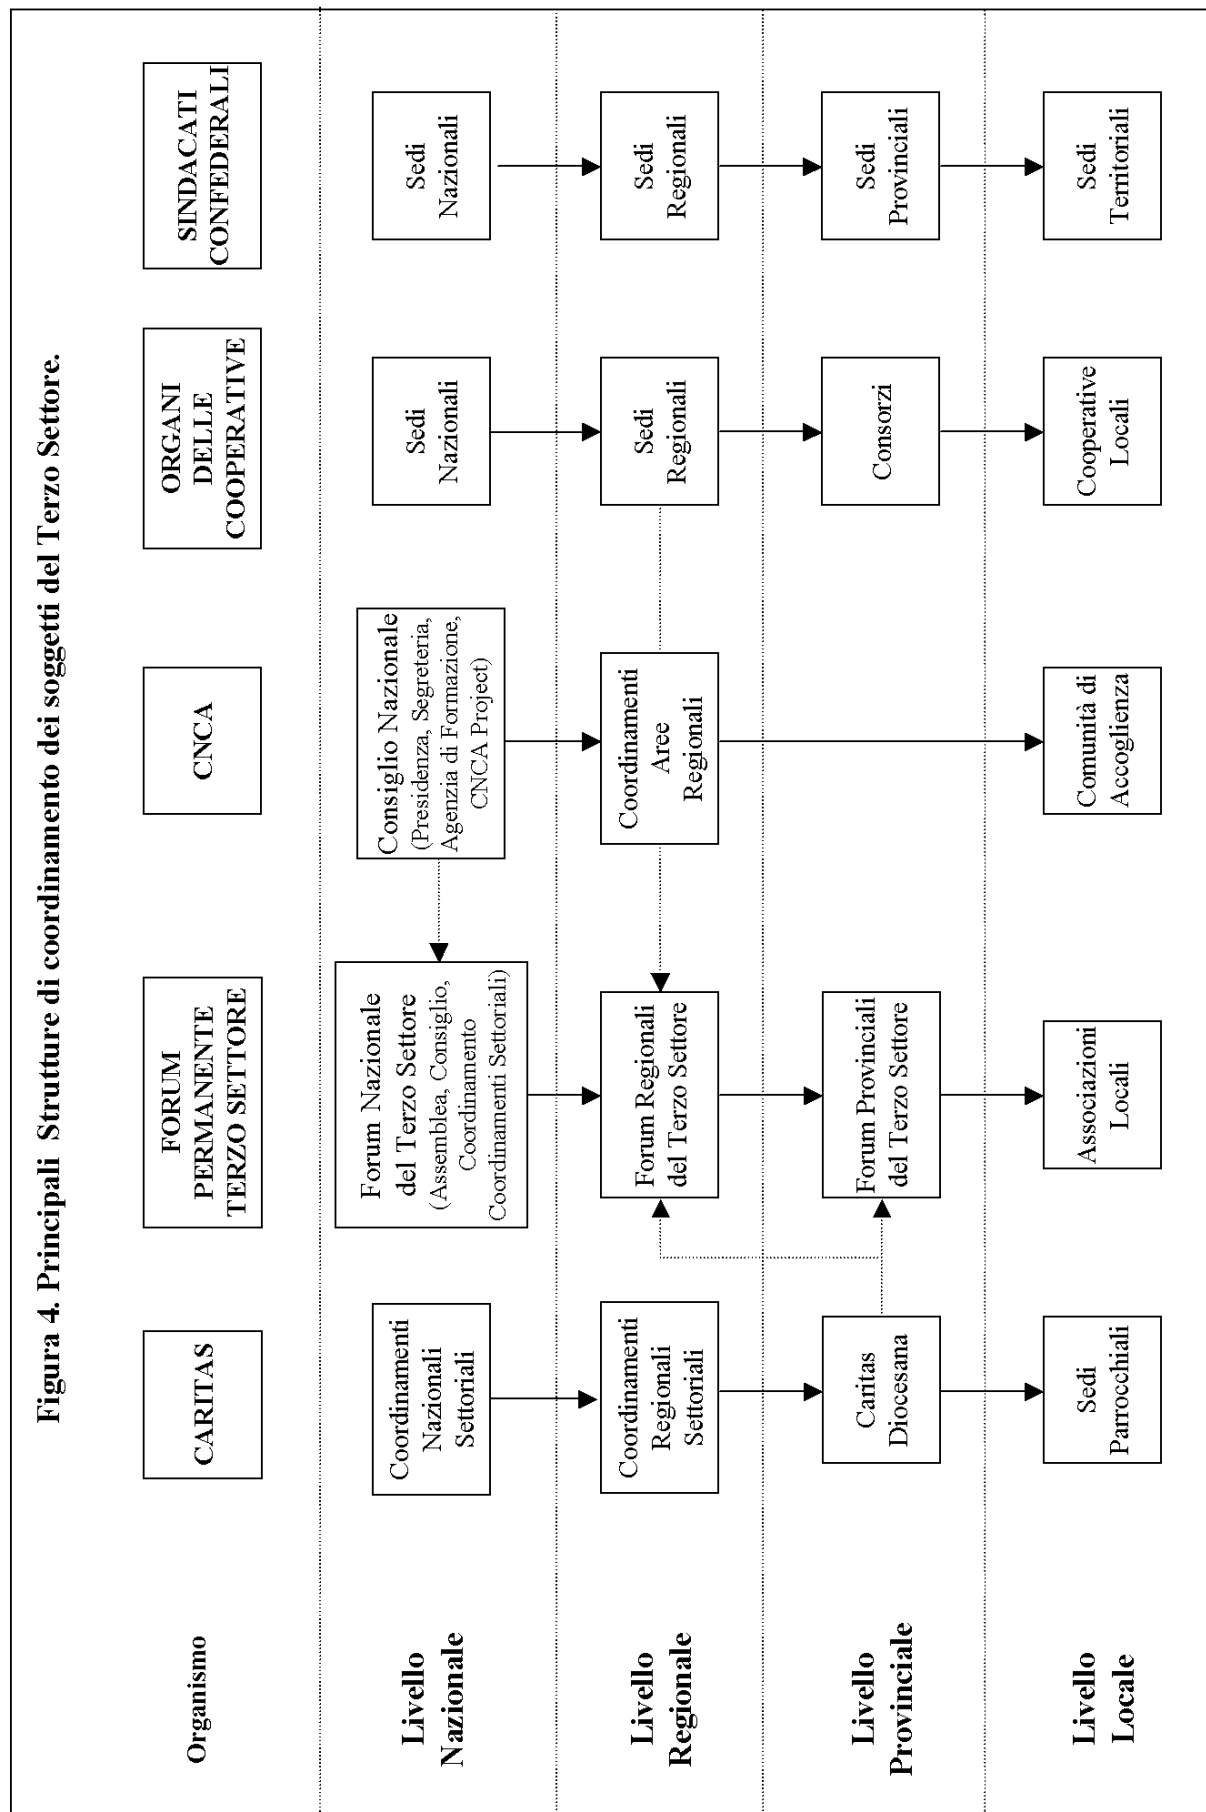 Figura 4. Principali Strutture di coordinamento dei soggetti del Terzo Settore.
Organismo
CARITAS
FORUM
PERMANENTE
TERZO SETTORE
CNCA
ORGANI
DELLE
COOPERATIVE
SINDACATI
CONFEDERALI
Livello
Nazionale
Coordinamenti
Nazionali
Settoriali
Forum Nazionale
del Terzo Settore
(Assemblea, Consiglio,
Coordinamento
Coordinamenti Settoriali)
Consiglio Nazionale
(Presidenza, Segreteria,
Agenzia di Formazione,
CNCA Project)
Sedi
Nazionali
Sedi
Nazionali
Livello
Regionale
Coordinamenti
Regionali
Settoriali
Forum Regionali
del Terzo Settore
Coordinamenti
Aree
Regionali
Sedi
Regionali
Sedi
Regionali
Livello
Provinciale
Caritas
Diocesana
Forum Provinciali
del Terzo Settore
Consorzi
Sedi
Provinciali
Livello
Locale
Sedi
Parrocchiali
Associazioni
Locali
Comunità di
Accoglienza
Cooperative
Locali
Sedi
Territoriali